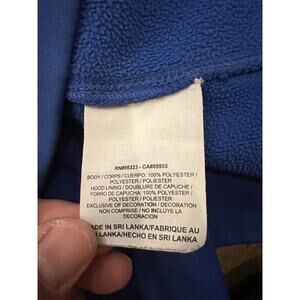 RN#56323 - CA#05553
BODY / CORPS / CUERPO: 100% POLYESTER /
POLYESTER / POLIESTER
HOOD LINING / DOUBLURE DE CAPUCHE /
FORRO DE CAPUCHA: 100% POLYESTER /
POLYESTER / POLIESTER
EXCLUSIVE OF DECORATION / DECORATION
NON COMPRISE / NO INCLUYE LA
DECORACION
MADE IN SRI LANKA/FABRIQUE AU
SRI LANKA/HECHO EN SRI LANKA